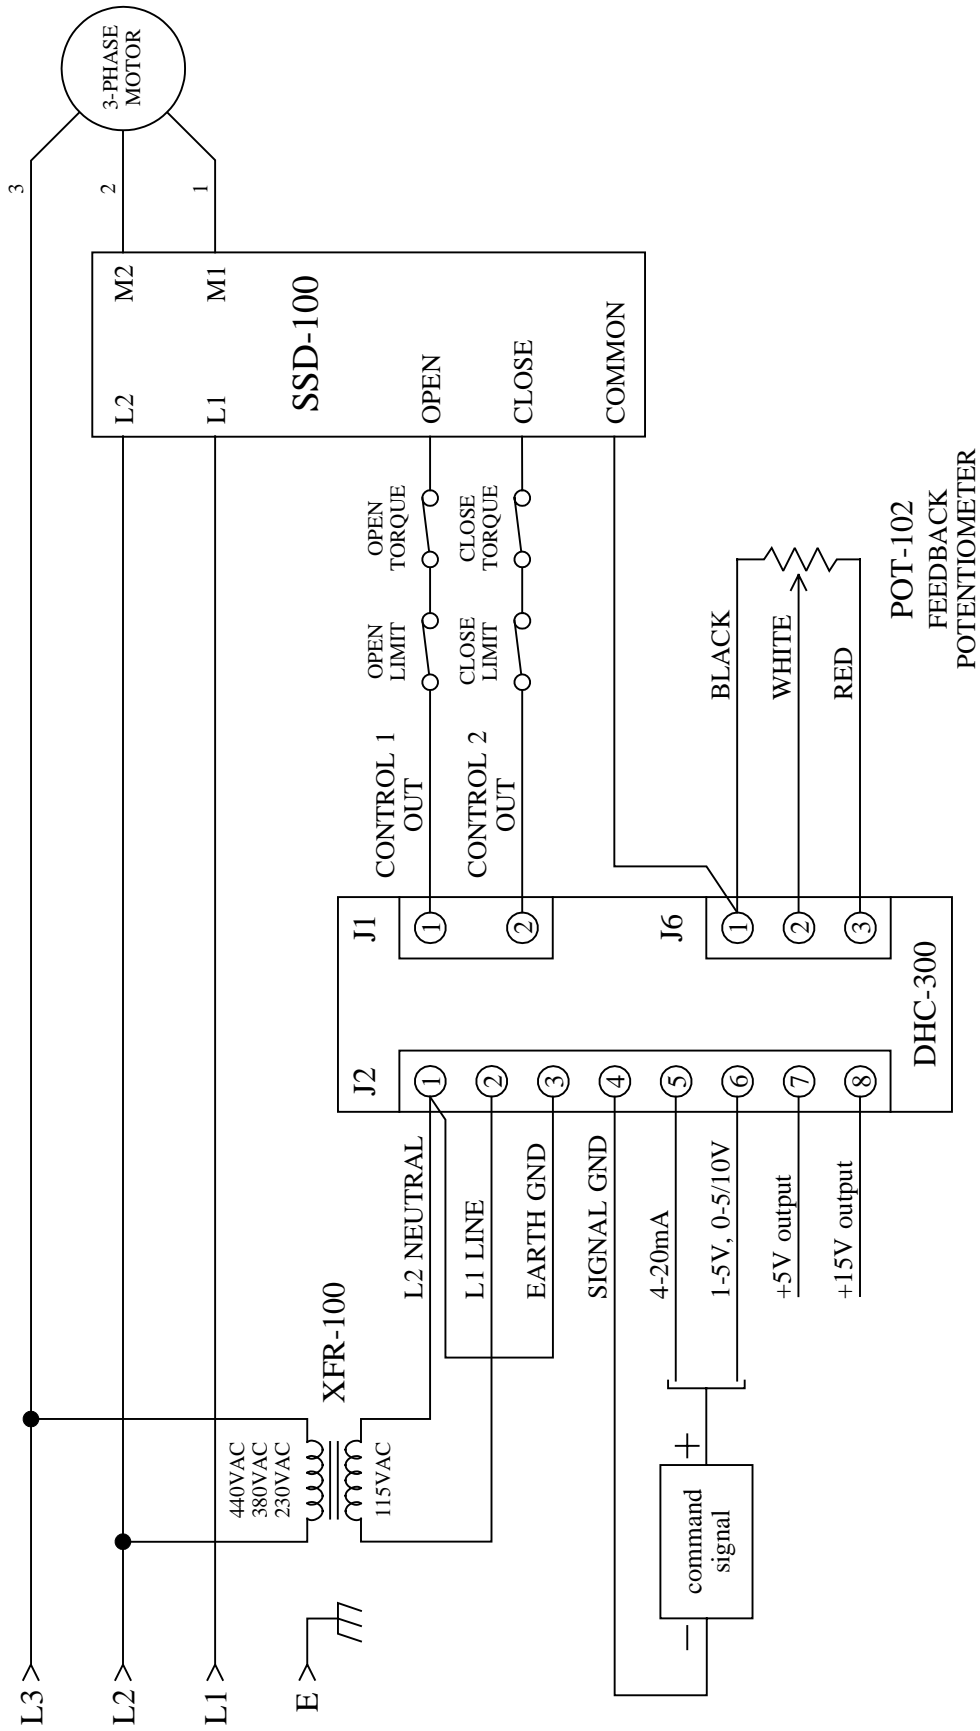 L3
L2
L1
E
3
2
1
3-PHASE
MOTOR
L2
M2
L1
M1
SSD-100
OPEN
CLOSE
COMMON
OPEN
LIMIT
OPEN
TORQUE
CLOSE
LIMIT
CLOSE
TORQUE
440VAC
380VAC
230VAC
115VAC
XFR-100
CONTROL 1
OUT
CONTROL 2
OUT
J2
J1
1
2
3
4
5
6
7
8
1
2
J6
1
2
3
DHC-300
L2 NEUTRAL
L1 LINE
EARTH GND
SIGNAL GND
4-20mA
1-5V, 0-5/10V
+5V output
+15V output
−
+
command
signal
BLACK
WHITE
RED
POT-102
FEEDBACK
POTENTIOMETER